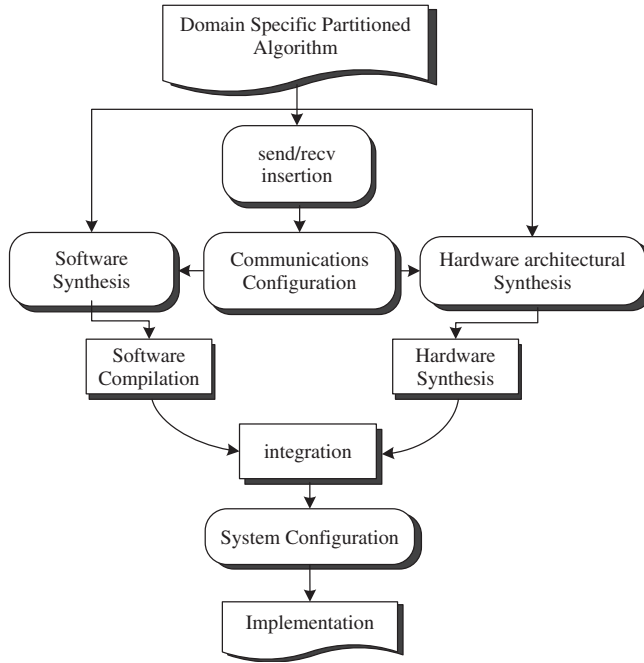 Domain Specific Partitioned
Algorithm
send/recv
insertion
Software
Synthesis
Communications
Configuration
Hardware architectural
Synthesis
Software
Compilation
Hardware
Synthesis
integration
System Configuration
Implementation